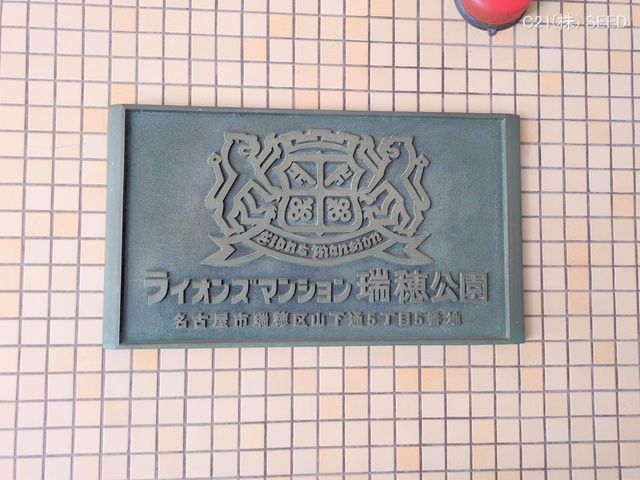 C21(株) SEED
Lions Mansion
ライオンズマンション 瑞穂公園
名古屋市瑞穂区山下通5丁目5番地